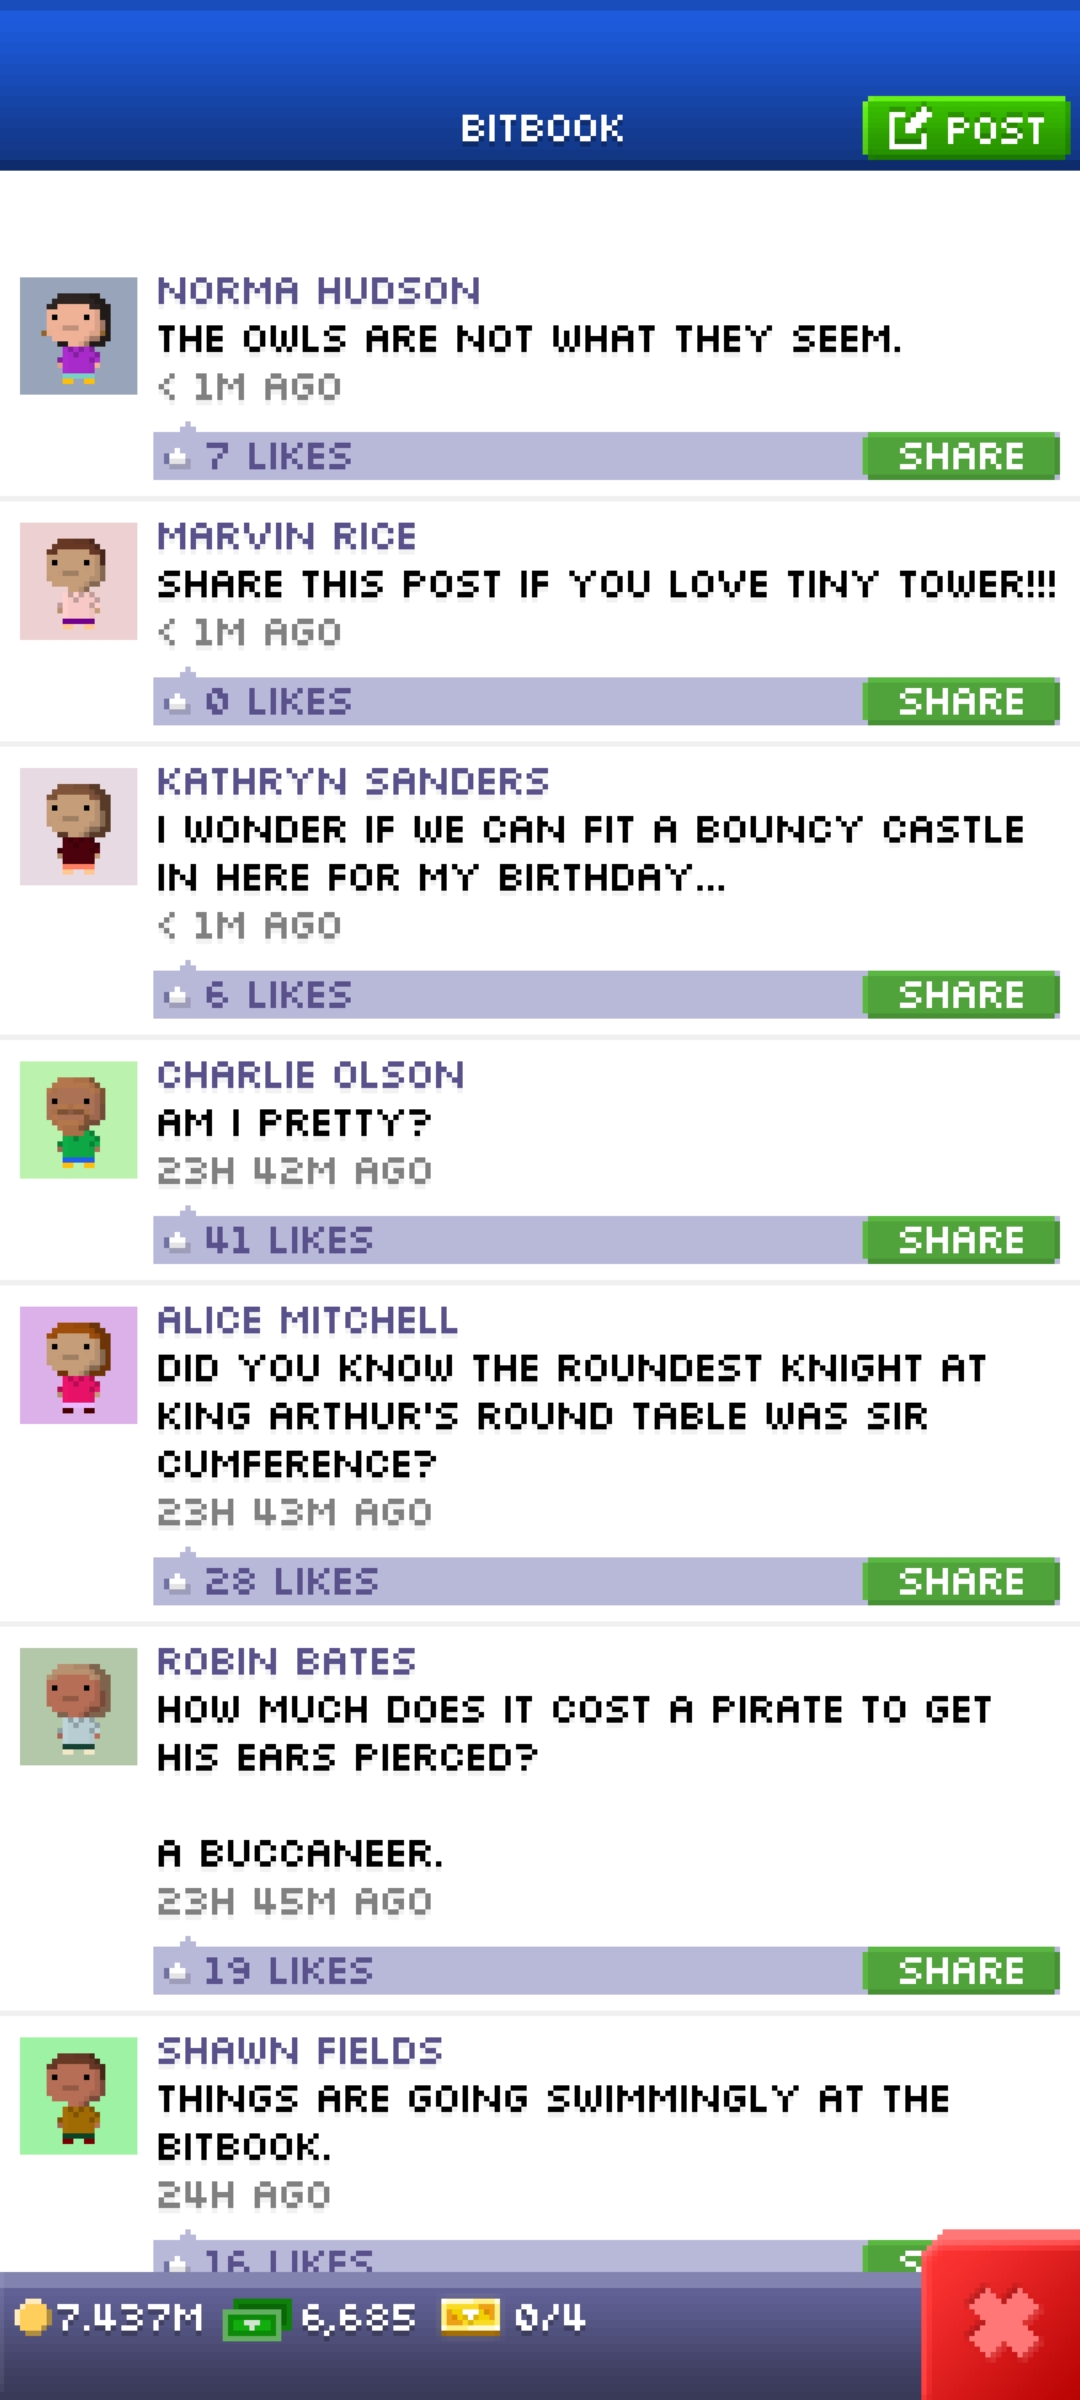 BITBOOK
POST
NORMA HUDSON
THE OWLS ARE NOT WHAT THEY SEEM.
< 1M AGO
7 LIKES
SHARE
MARVIN RICE
SHARE THIS POST IF YOU LOVE TINY TOWER!!!
< 1M AGO
0 LIKES
SHARE
KATHRYN SANDERS
I WONDER IF WE CAN FIT A BOUNCY CASTLE
IN HERE FOR MY BIRTHDAY...
< 1M AGO
6 LIKES
SHARE
CHARLIE OLSON
AM I PRETTY?
23H 42M AGO
41 LIKES
SHARE
ALICE MITCHELL
DID YOU KNOW THE ROUNDEST KNIGHT AT
KING ARTHUR'S ROUND TABLE WAS SIR
CUMFERENCE?
23H 43M AGO
28 LIKES
SHARE
ROBIN BATES
HOW MUCH DOES IT COST A PIRATE TO GET
HIS EARS PIERCED?
A BUCCANEER.
23H 45M AGO
19 LIKES
SHARE
SHAWN FIELDS
THINGS ARE GOING SWIMMINGLY AT THE
BITBOOK.
24H AGO
16 LIKES
7.437M 6,685 0/4